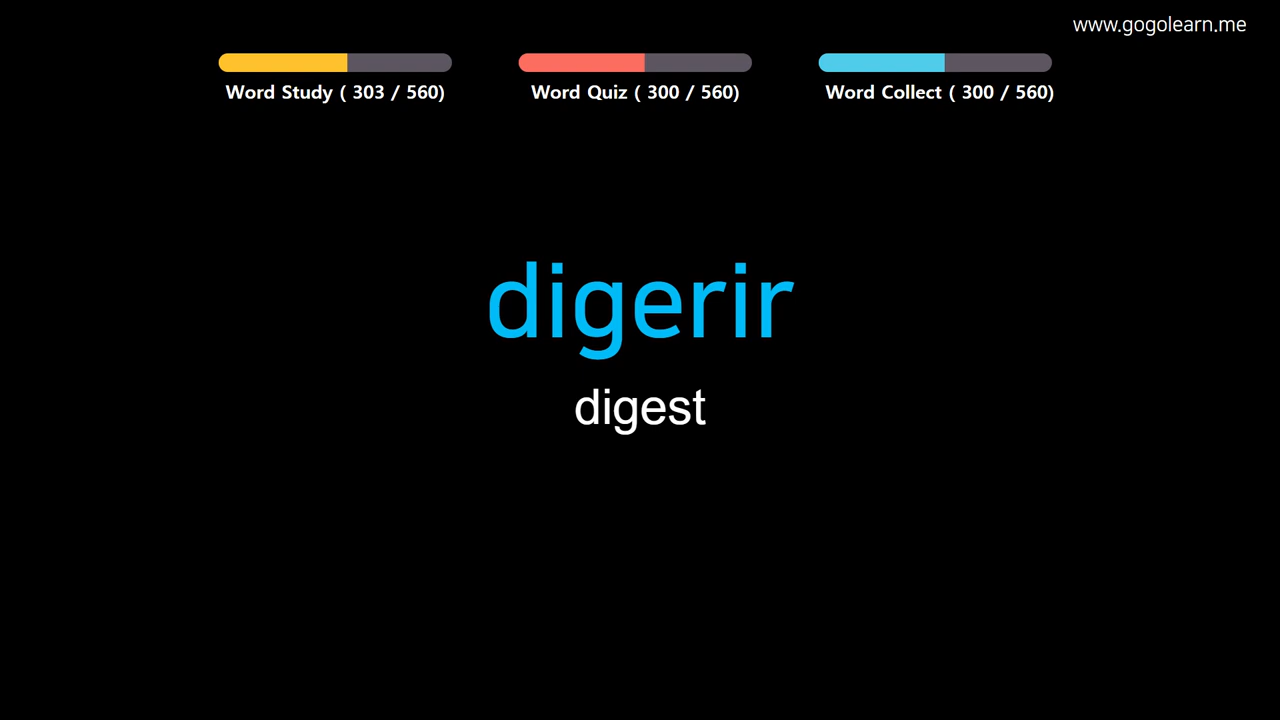 www.gogolearn.me
Word Study ( 303 / 560)
Word Quiz ( 300 / 560)
Word Collect ( 300 / 560)
digerir
digest